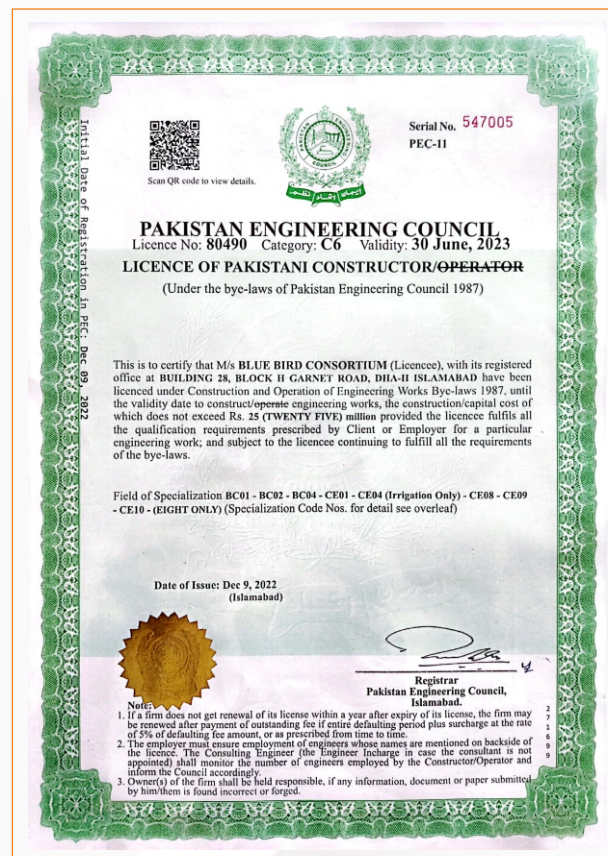 Serial No. 547005
PEC-11
Scan QR code to view details.
PAKISTAN ENGINEERING COUNCIL
Licence No: 80490 Category: C6 Validity: 30 June, 2023
LICENCE OF PAKISTANI CONSTRUCTOR/OPERATOR
(Under the bye-laws of Pakistan Engineering Council 1987)
Initial Date of Registration in PEC: Dec 09, 2022
This is to certify that M/s BLUE BIRD CONSORTIUM (Licencee), with its registered
office at BUILDING 28, BLOCK H GARNET ROAD, DHA-II ISLAMABAD have been
licenced under Construction and Operation of Engineering Works Bye-laws 1987, until
the validity date to construct/operate engineering works, the construction/capital cost of
which does not exceed Rs. 25 (TWENTY FIVE) million provided the licencee fulfils all
the qualification requirements prescribed by Client or Employer for a particular
engineering work; and subject to the licencee continuing to fulfill all the requirements
of the bye-laws.
Field of Specialization BC01 - BC02 - BC04 - CE01 - CE04 (Irrigation Only) - CE08 - CE09
- CE10 - (EIGHT ONLY) (Specialization Code Nos. for detail see overleaf)
Date of Issue: Dec 9, 2022
(Islamabad)
Registrar
Pakistan Engineering Council,
Islamabad.
Note:
1. If a firm does not get renewal of its license within a year after expiry of its license, the firm may
be renewed after payment of outstanding fee if entire defaulting period plus surcharge at the rate
of 5% of defaulting fee amount, or as prescribed from time to time.
2. The employer must ensure employment of engineers whose names are mentioned on backside of
the licence. The Consulting Engineer (the Engineer Incharge in case the consultant is not
appointed) shall monitor the number of engineers employed by the Constructor/Operator and
inform the Council accordingly.
3. Owner(s) of the firm shall be held responsible, if any information, document or paper submitted
by him/them is found incorrect or forged.
271699